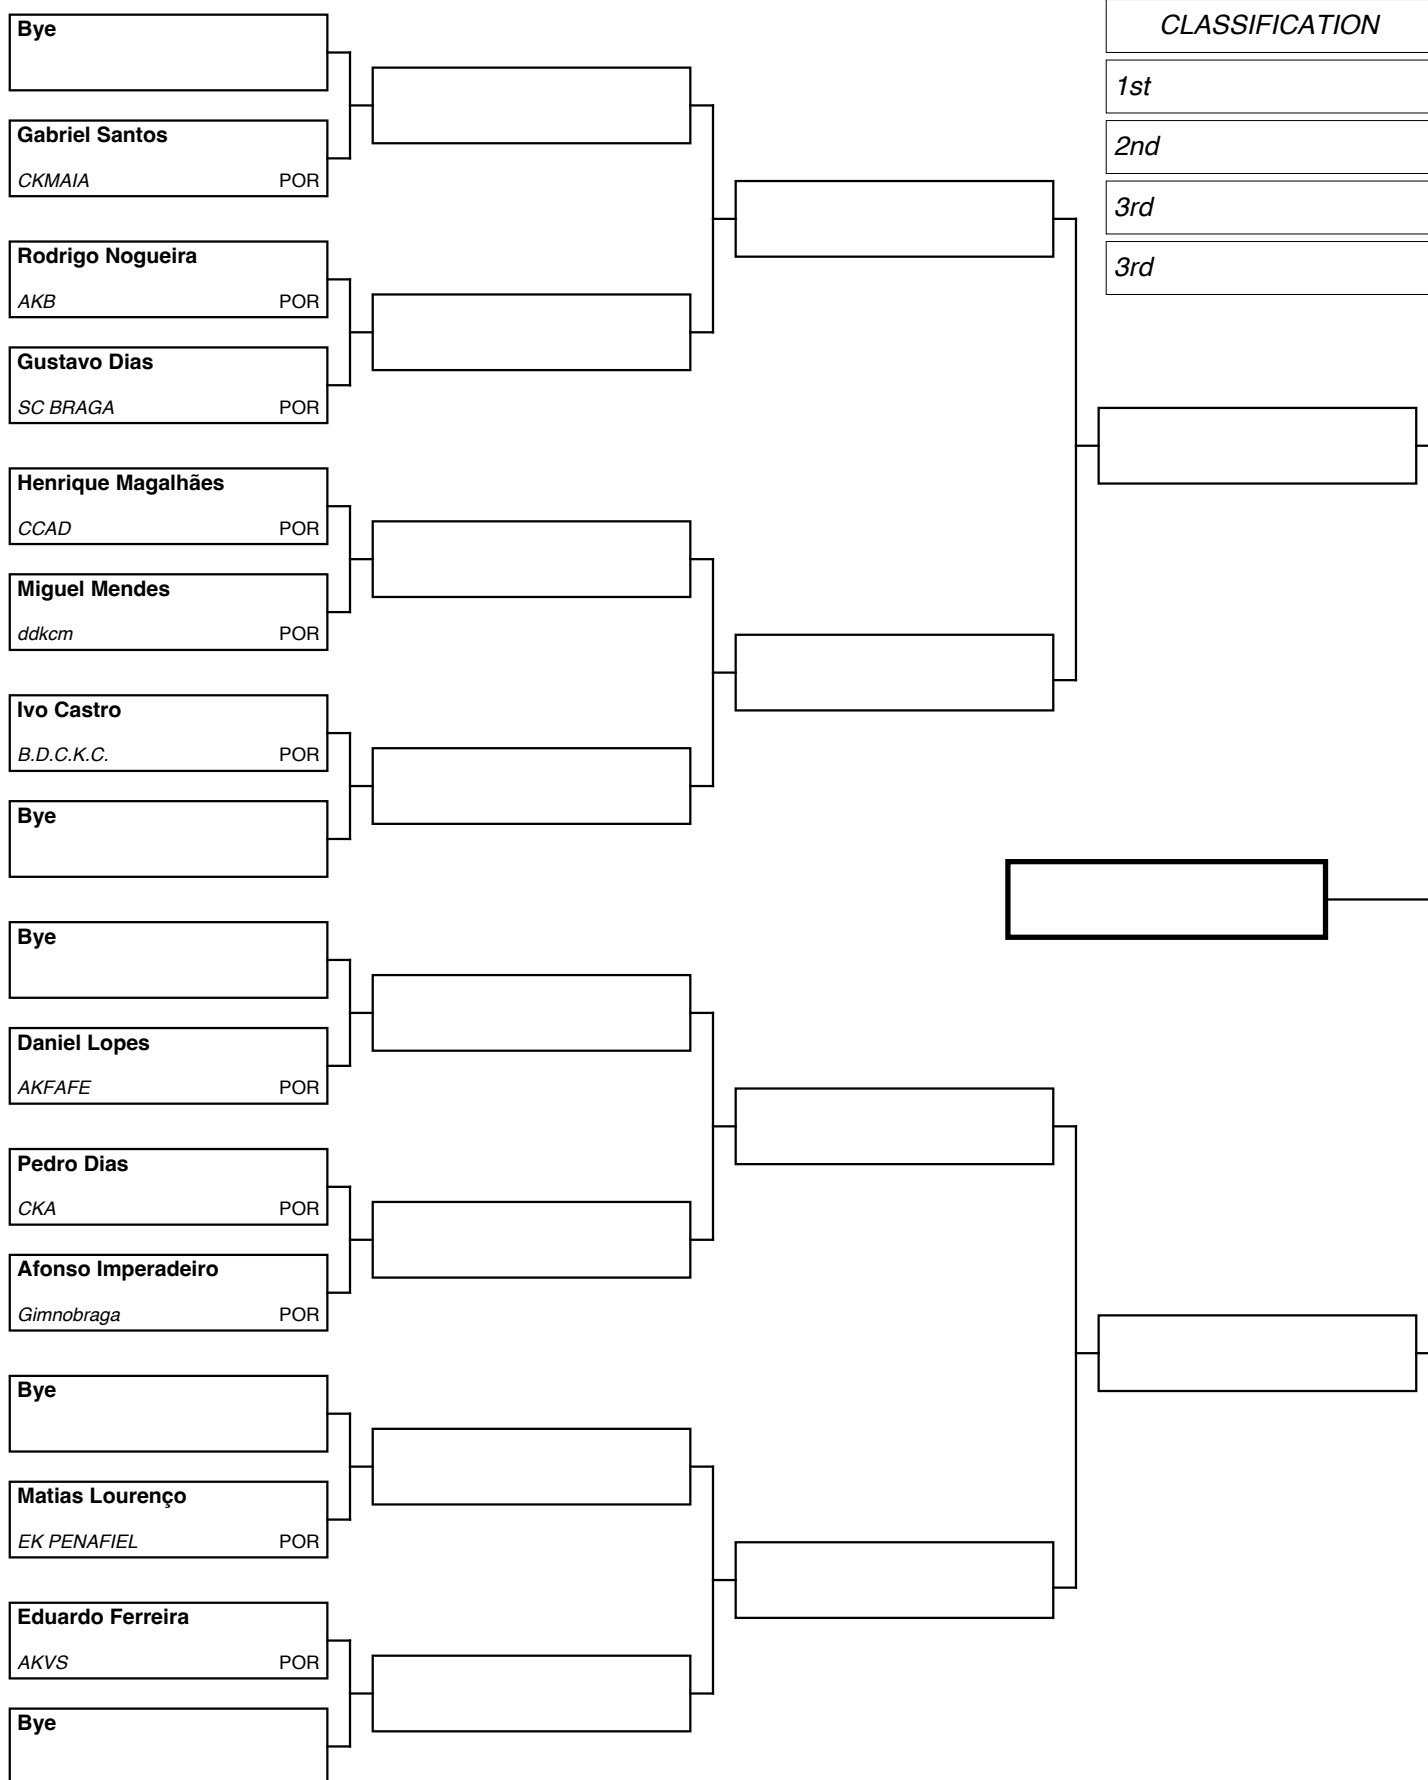 Bye
Gabriel Santos
CKMAIA POR
Rodrigo Nogueira
AKB POR
Gustavo Dias
SC BRAGA POR
Henrique Magalhães
CCAD POR
Miguel Mendes
ddkcm POR
Ivo Castro
B.D.C.K.C. POR
Bye
Bye
Daniel Lopes
AKFAFE POR
Pedro Dias
CKA POR
Afonso Imperadeiro
Gimnobraga POR
Bye
Matias Lourenço
EK PENAFIEL POR
Eduardo Ferreira
AKVS POR
Bye
CLASSIFICATION
1st
2nd
3rd
3rd